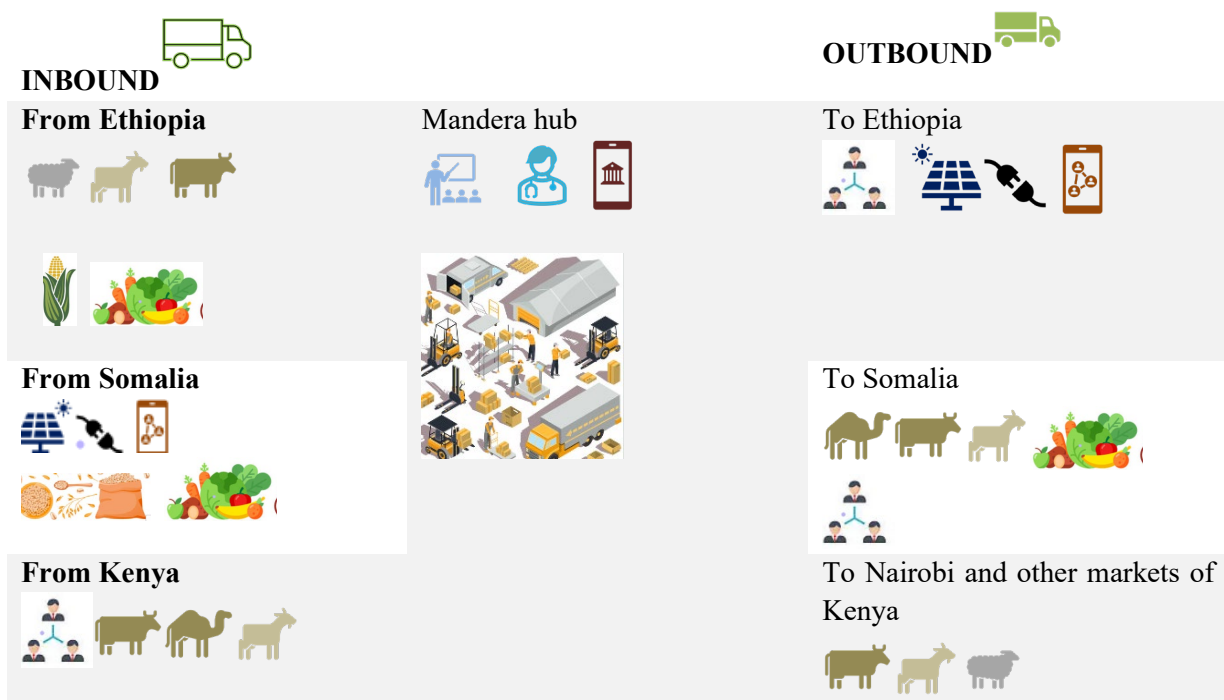 INBOUND
OUTBOUND
From Ethiopia
Mandera hub
To Ethiopia
From Somalia
To Somalia
From Kenya
To Nairobi and other markets of
Kenya